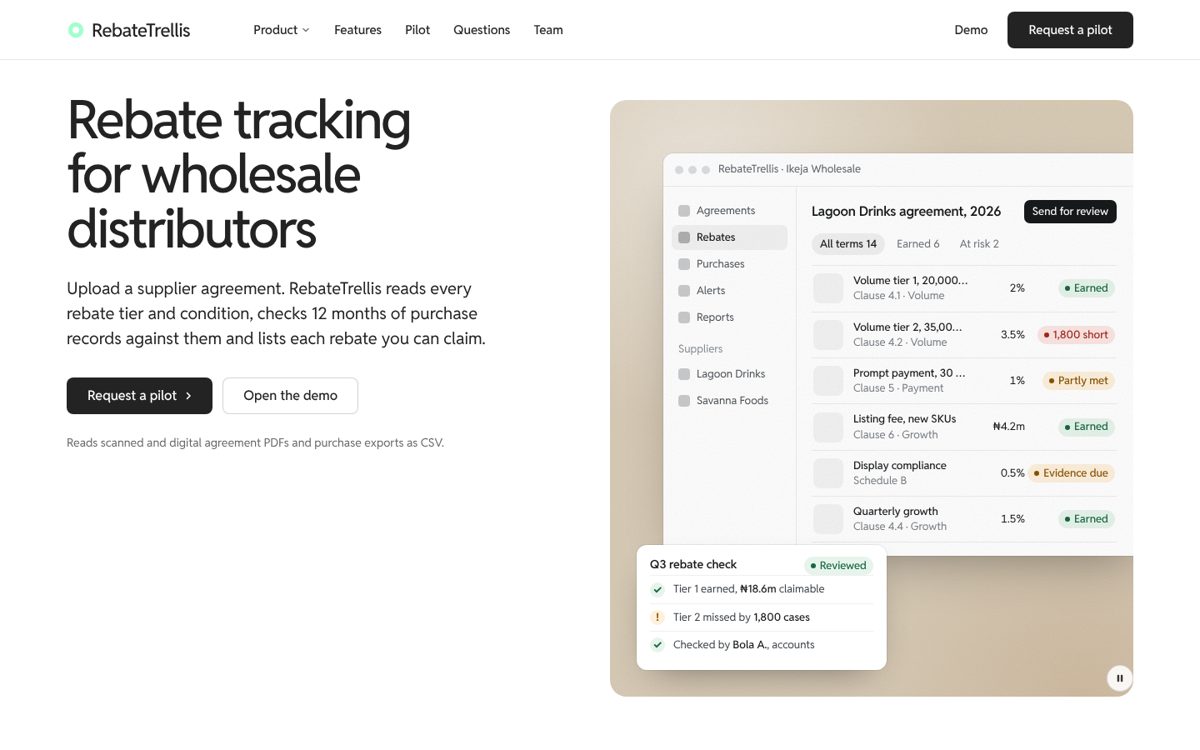 RebateTrellis
Product
Features
Pilot
Questions
Team
Demo
Request a pilot
Rebate tracking
for wholesale
distributors
Upload a supplier agreement. RebateTrellis reads every
rebate tier and condition, checks 12 months of purchase
records against them and lists each rebate you can claim.
Request a pilot
Open the demo
Reads scanned and digital agreement PDFs and purchase exports as CSV.
RebateTrellis · Ikeja Wholesale
Agreements
Rebates
Purchases
Alerts
Reports
Suppliers
Lagoon Drinks
Savanna Foods
Lagoon Drinks agreement, 2026
Send for review
All terms 14
Earned 6
At risk 2
Volume tier 1, 20,000…
Clause 4.1 · Volume
2%
Earned
Volume tier 2, 35,00…
Clause 4.2 · Volume
3.5%
1,800 short
Prompt payment, 30 …
Clause 5 · Payment
1%
Partly met
Listing fee, new SKUs
Clause 6 · Growth
₦4.2m
Earned
Display compliance
Schedule B
0.5%
Evidence due
Quarterly growth
Clause 4.4 · Growth
1.5%
Earned
Q3 rebate check
Reviewed
Tier 1 earned, ₦18.6m claimable
Tier 2 missed by 1,800 cases
Checked by Bola A., accounts